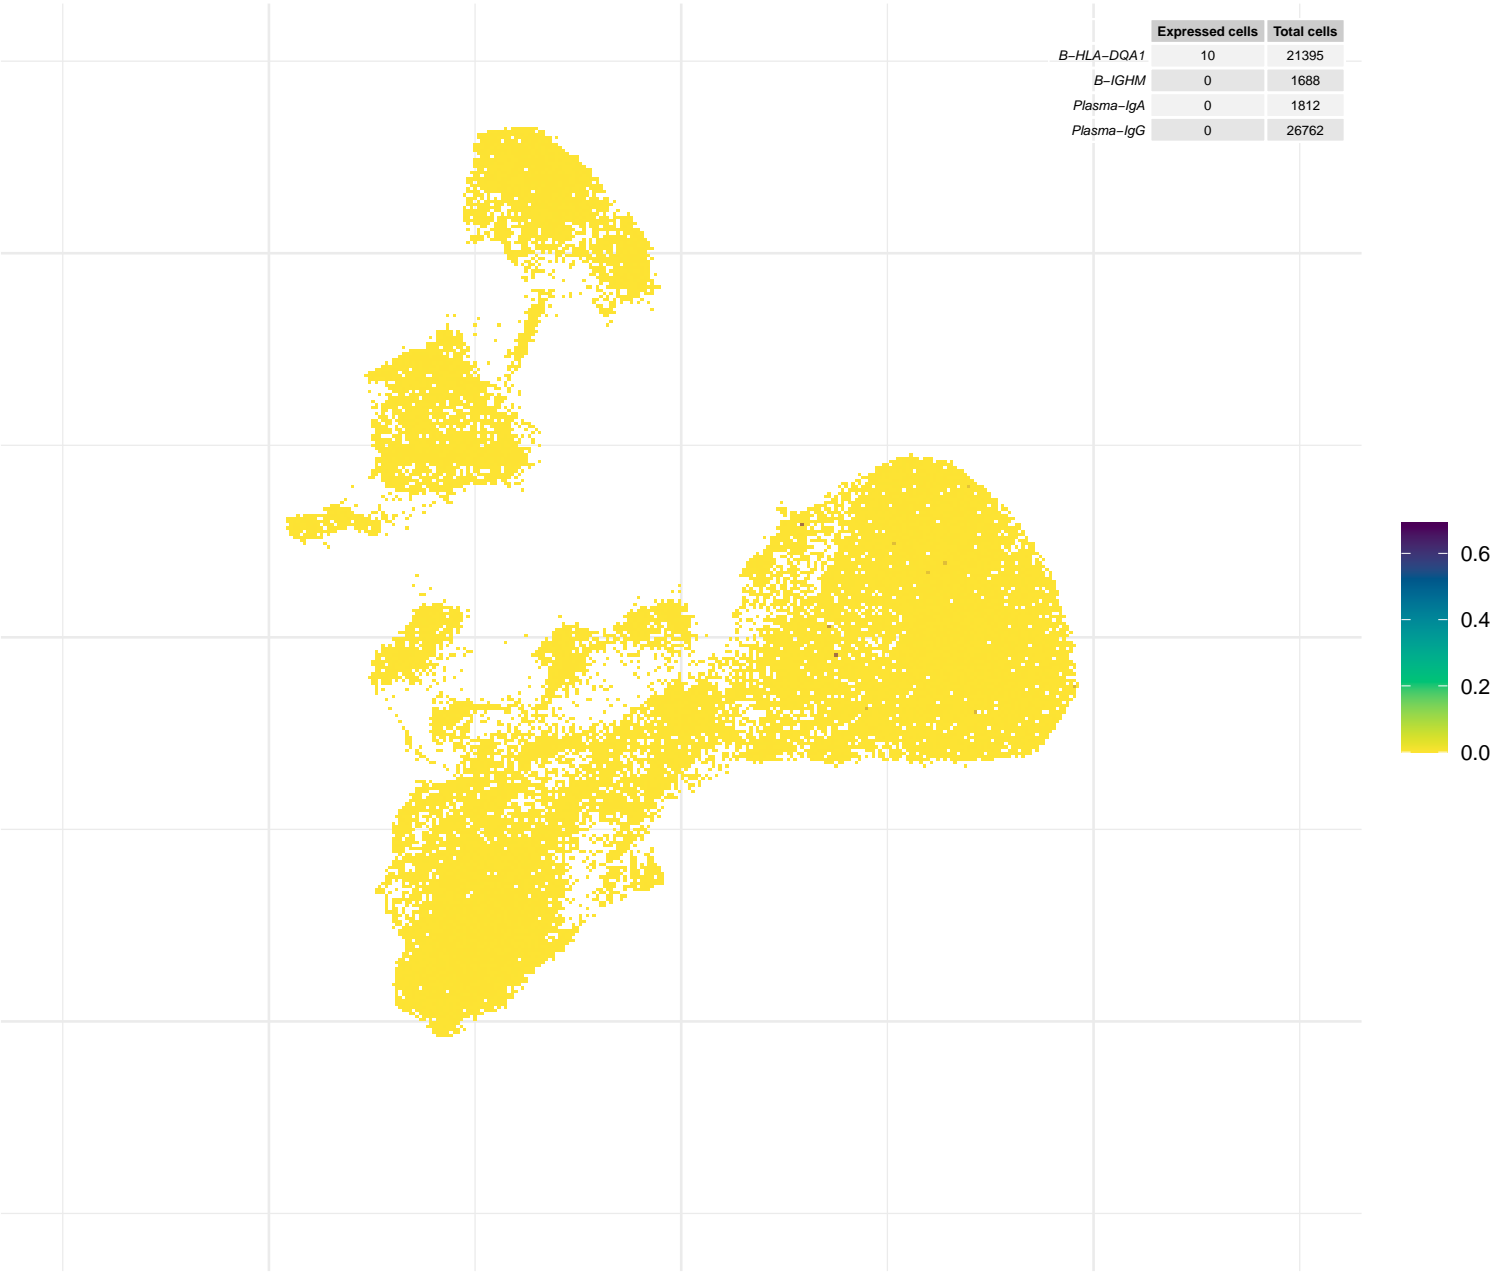 Expressed cells Total cells
B−HLA−DQA1 10 21395
B−IGHM 0 1688
Plasma−IgA 0 1812
Plasma−IgG 0 26762
0.6
0.4
0.2
0.0